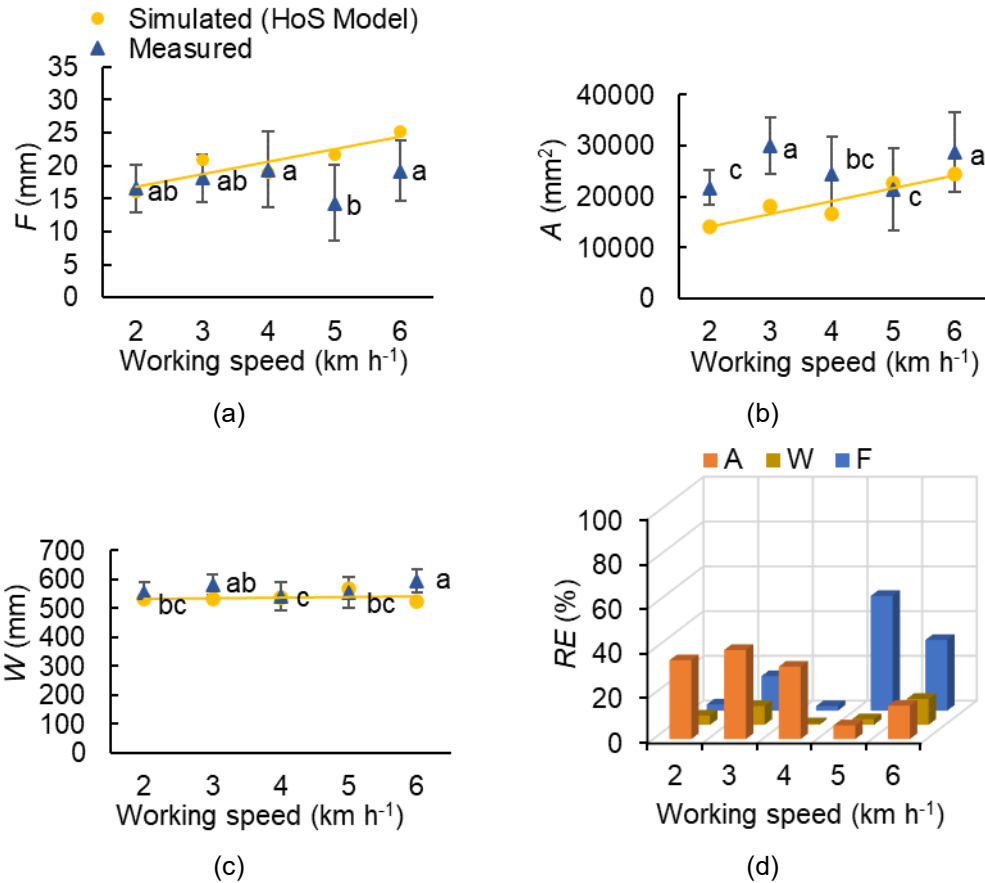 Simulated (HoS Model)
Measured
35
30
25
20
15
10
5
0
F (mm)
ab
ab
a
b
a
2 3 4 5 6
Working speed (km h-1)
(a)
40000
30000
20000
10000
0
A (mm2)
c
a
bc
c
a
2 3 4 5 6
Working speed (km h-1)
(b)
700
600
500
400
300
200
100
0
W (mm)
bc
ab
c
bc
a
2 3 4 5 6
Working speed (km h-1)
(c)
A W F
100
80
60
40
20
0
RE (%)
2 3 4 5 6
Working speed (km h-1)
(d)